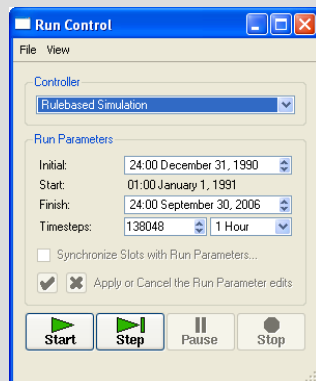 Run Control
File View
Controller
Rulebased Simulation
Run Parameters
Initial: 24:00 December 31, 1990
Start: 01:00 January 1, 1991
Finish: 24:00 September 30, 2006
Timesteps: 138048 1 Hour
Synchronize Slots with Run Parameters...
Apply or Cancel the Run Parameter edits
Start Step Pause Stop